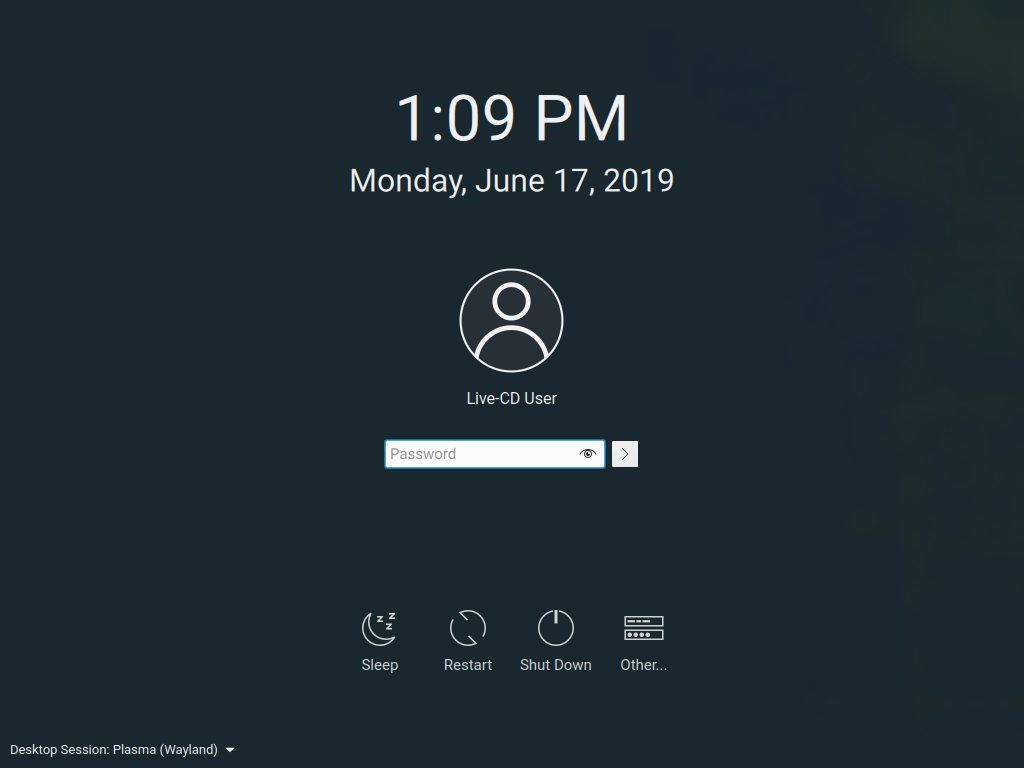 1:09 PM
Monday, June 17, 2019
Live-CD User
Password
Sleep
Restart
Shut Down
Other...
Desktop Session: Plasma (Wayland)